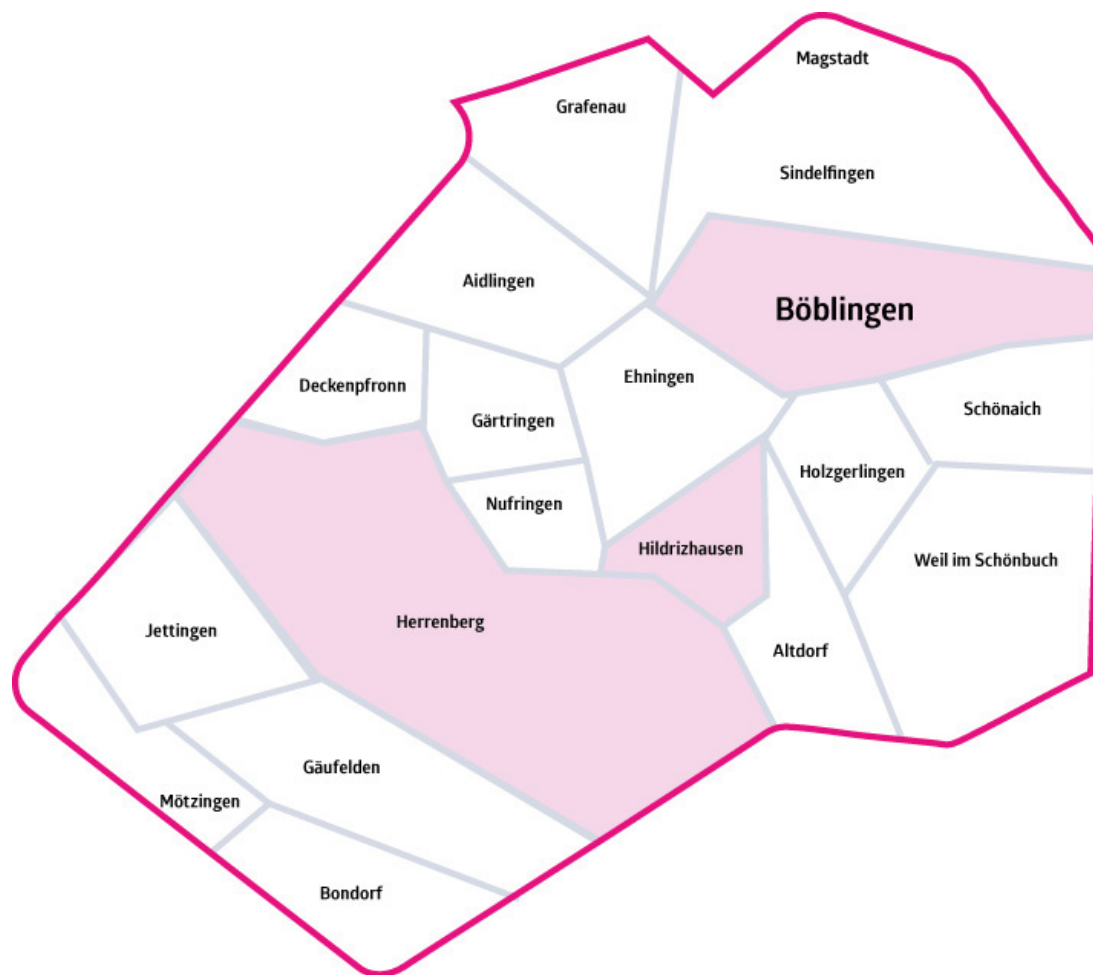 Magstadt
Grafenau
Sindelfingen
Aidlingen
Böblingen
Ehningen
Deckenpfronn
Schönaich
Gärtringen
Holzgerlingen
Nufringen
Hildrizhausen
Weil im Schönbuch
Herrenberg
Jettingen
Altdorf
Gäufelden
Mötzingen
Bondorf